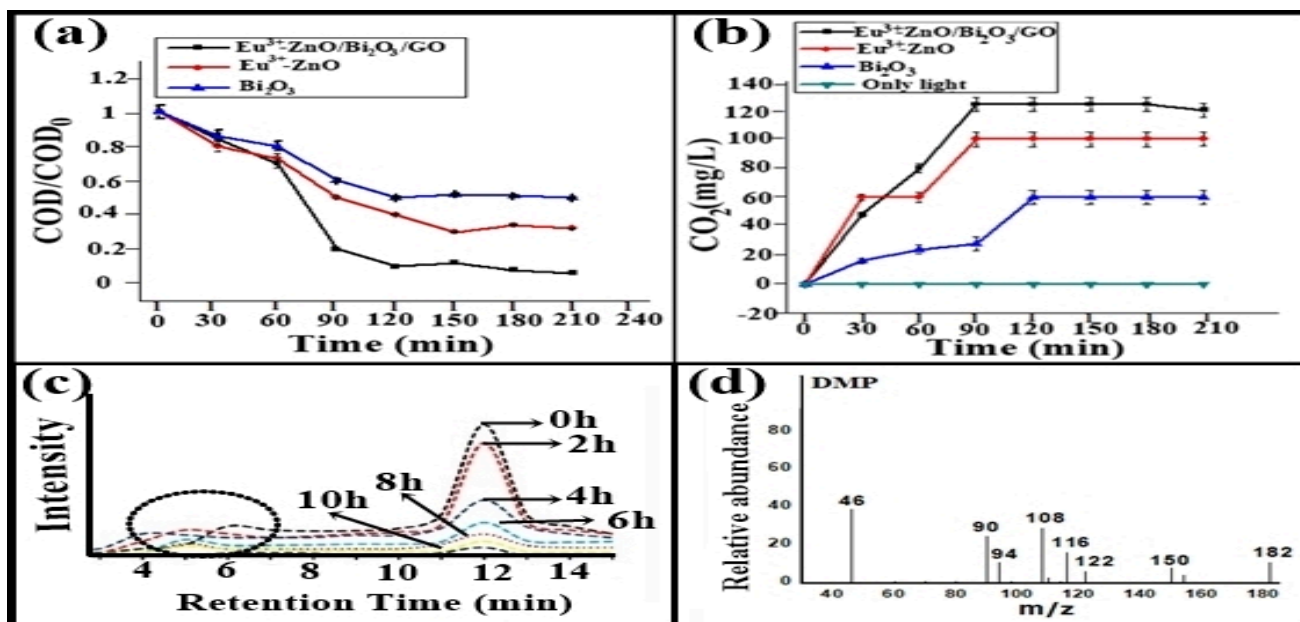 (a)
Eu³⁺-ZnO/Bi₂O₃/GO
Eu³⁺-ZnO
Bi₂O₃
1.2
1
0.8
0.6
0.4
0.2
0
COD/COD₀
0 30 60 90 120 150 180 210 240
Time (min)
(b)
Eu³⁺ZnO/Bi₂O₃/GO
Eu³⁺ZnO
Bi₂O₃
Only light
140
120
100
80
60
40
20
0
-20
CO₂(mg/L)
0 30 60 90 120 150 180 210
Time (min)
(c)
Intensity
0h
2h
8h
4h
10h
6h
4 6 8 10 12 14
Retention Time (min)
(d)
DMP
Relative abundance
80
60
40
20
0
46
90
94
108
116
122
150
182
40 60 80 100 120 140 160 180
m/z